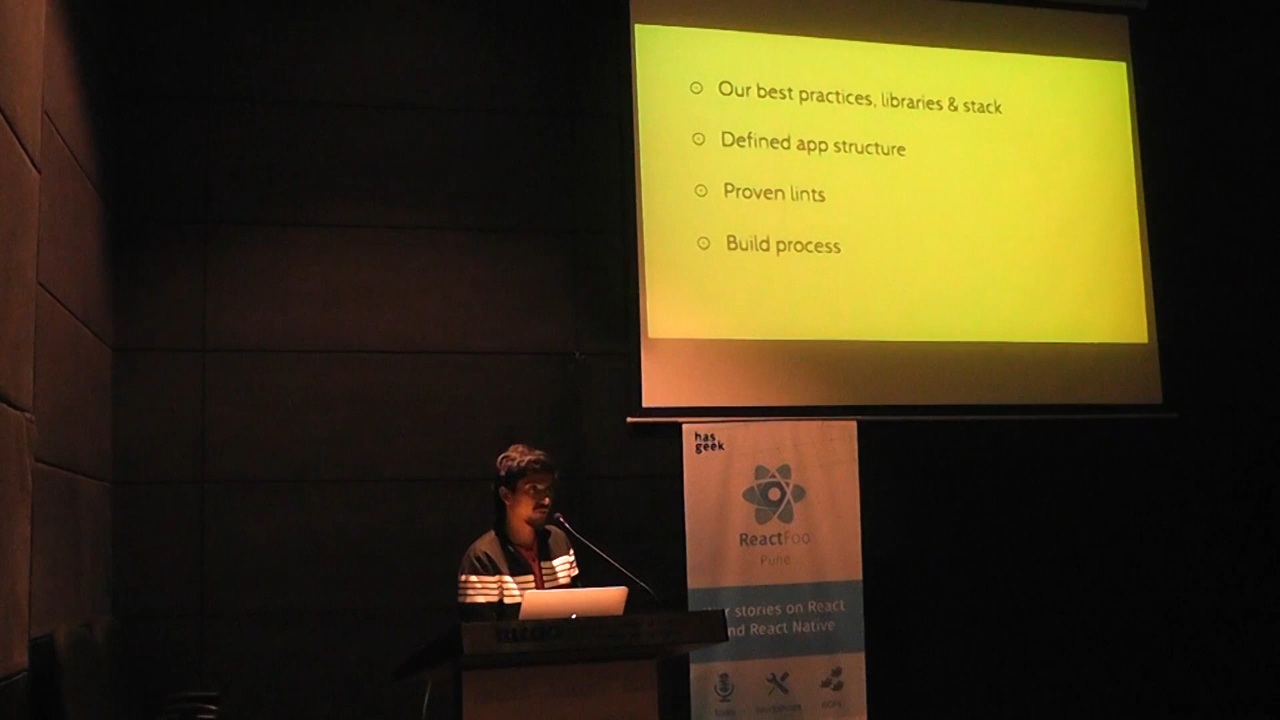 Our best practices, libraries & stack
Defined app structure
Proven lints
Build process
has
geek
ReactFoo
Pune
stories on React
React Native